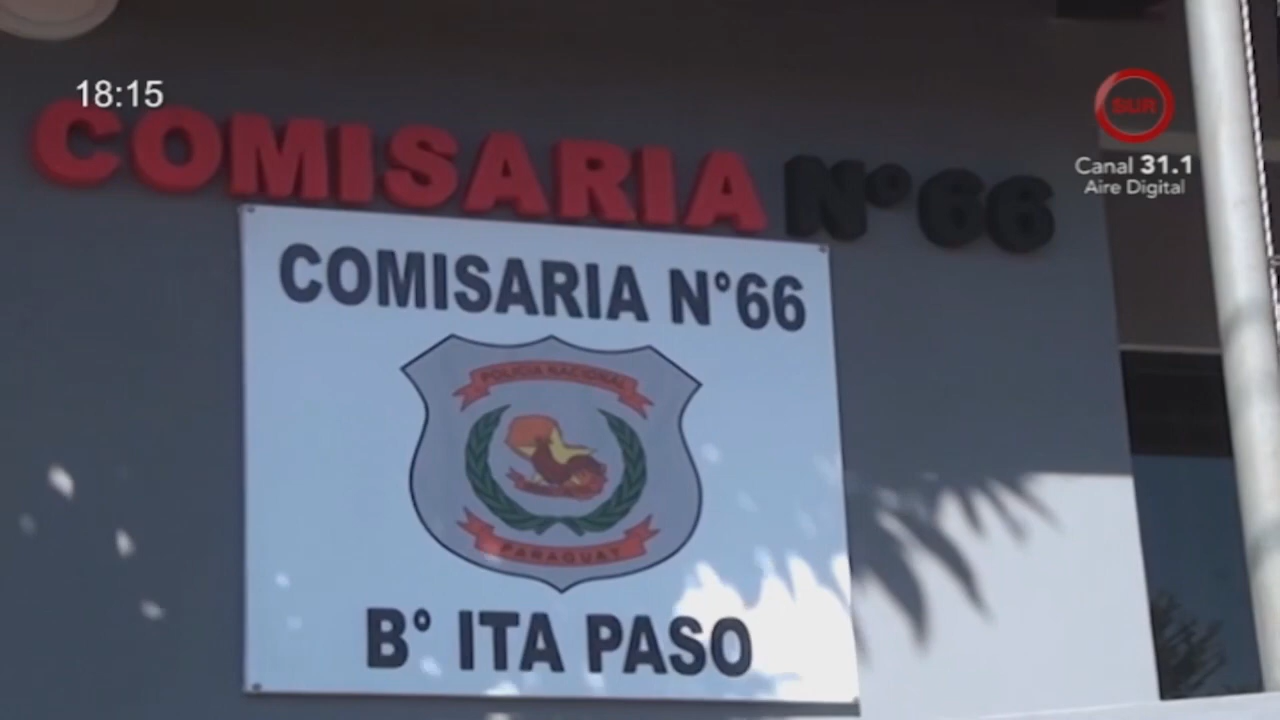 18:15
SUR
Canal 31.1
Aire Digital
COMISARIA N°66
COMISARIA N°66
POLICIA NACIONAL
PARAGUAY
B° ITA PASO